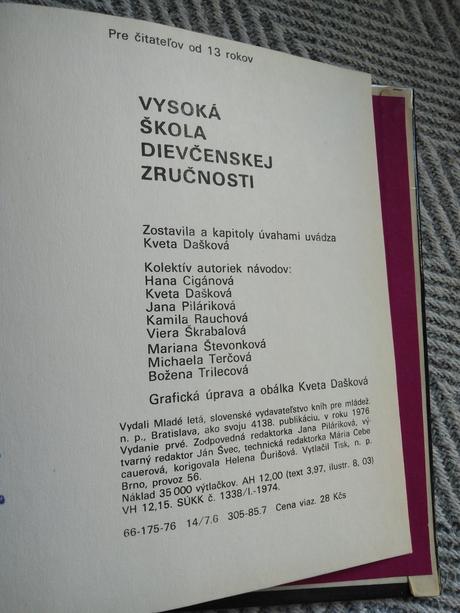 Pre čitateľov od 13 rokov
VYSOKÁ
ŠKOLA
DIEVČENSKEJ
ZRUČNOSTI
Zostavila a kapitoly úvahami uvádza
Kveta Dašková
Kolektív autoriek návodov:
Hana Cigánová
Kveta Dašková
Jana Piláriková
Kamila Rauchová
Viera Škrabalová
Mariana Števonková
Michaela Terčová
Božena Trilecová
Grafická úprava a obálka Kveta Dašková
Vydali Mladé letá, slovenské vydavateľstvo kníh pre mládež
n. p., Bratislava, ako svoju 4138. publikáciu, v roku 1976
Vydanie prvé. Zodpovedná redaktorka Jana Piláriková, vý-
tvarný redaktor Ján Švec, technická redaktorka Mária Cebe
cauerová, korigovala Helena Ďurišová. Vytlačil Tisk, n. p.
Brno, provoz 56.
Náklad 35 000 výtlačkov. AH 12,00 (text 3,97, ilustr. 8, 03)
VH 12,15. SÚKK č. 1338/I.-1974.
66-175-76 14/7,6 305-85.7 Cena viaz. 28 Kčs